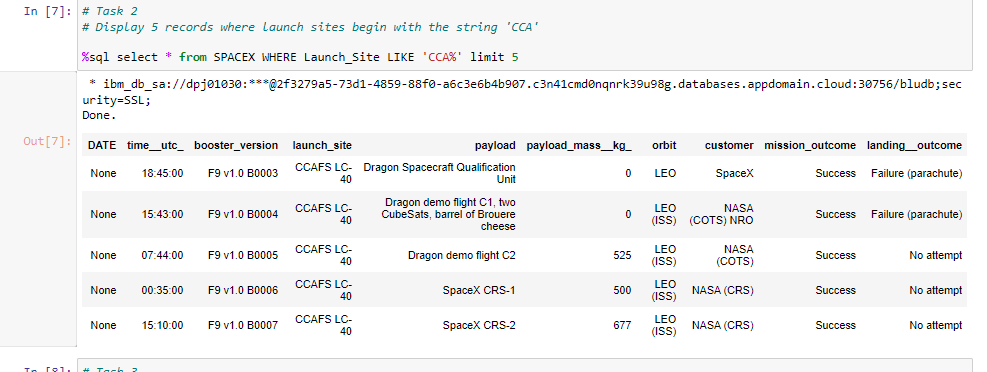 In [7]: # Task 2
# Display 5 records where launch sites begin with the string 'CCA'
%sql select * from SPACEX WHERE Launch_Site LIKE 'CCA%' limit 5
* ibm_db_sa://dpj01030:***@2f3279a5-73d1-4859-88f0-a6c3e6b4b907.c3n41cmd0nqnrk39u98g.databases.appdomain.cloud:30756/bludb;sec
urity=SSL;
Done.
Out[7]: DATE time__utc_ booster_version launch_site payload payload_mass__kg_ orbit customer mission_outcome landing__outcome
None 18:45:00 F9 v1.0 B0003 CCAFS LC-
40 Dragon Spacecraft Qualification
Unit 0 LEO SpaceX Success Failure (parachute)
None 15:43:00 F9 v1.0 B0004 CCAFS LC-
40 Dragon demo flight C1, two
CubeSats, barrel of Brouere
cheese 0 LEO
(ISS) NASA
(COTS) NRO Success Failure (parachute)
None 07:44:00 F9 v1.0 B0005 CCAFS LC-
40 Dragon demo flight C2 525 LEO
(ISS) NASA
(COTS) Success No attempt
None 00:35:00 F9 v1.0 B0006 CCAFS LC-
40 SpaceX CRS-1 500 LEO
(ISS) NASA (CRS) Success No attempt
None 15:10:00 F9 v1.0 B0007 CCAFS LC-
40 SpaceX CRS-2 677 LEO
(ISS) NASA (CRS) Success No attempt
In [8]: # Task 3